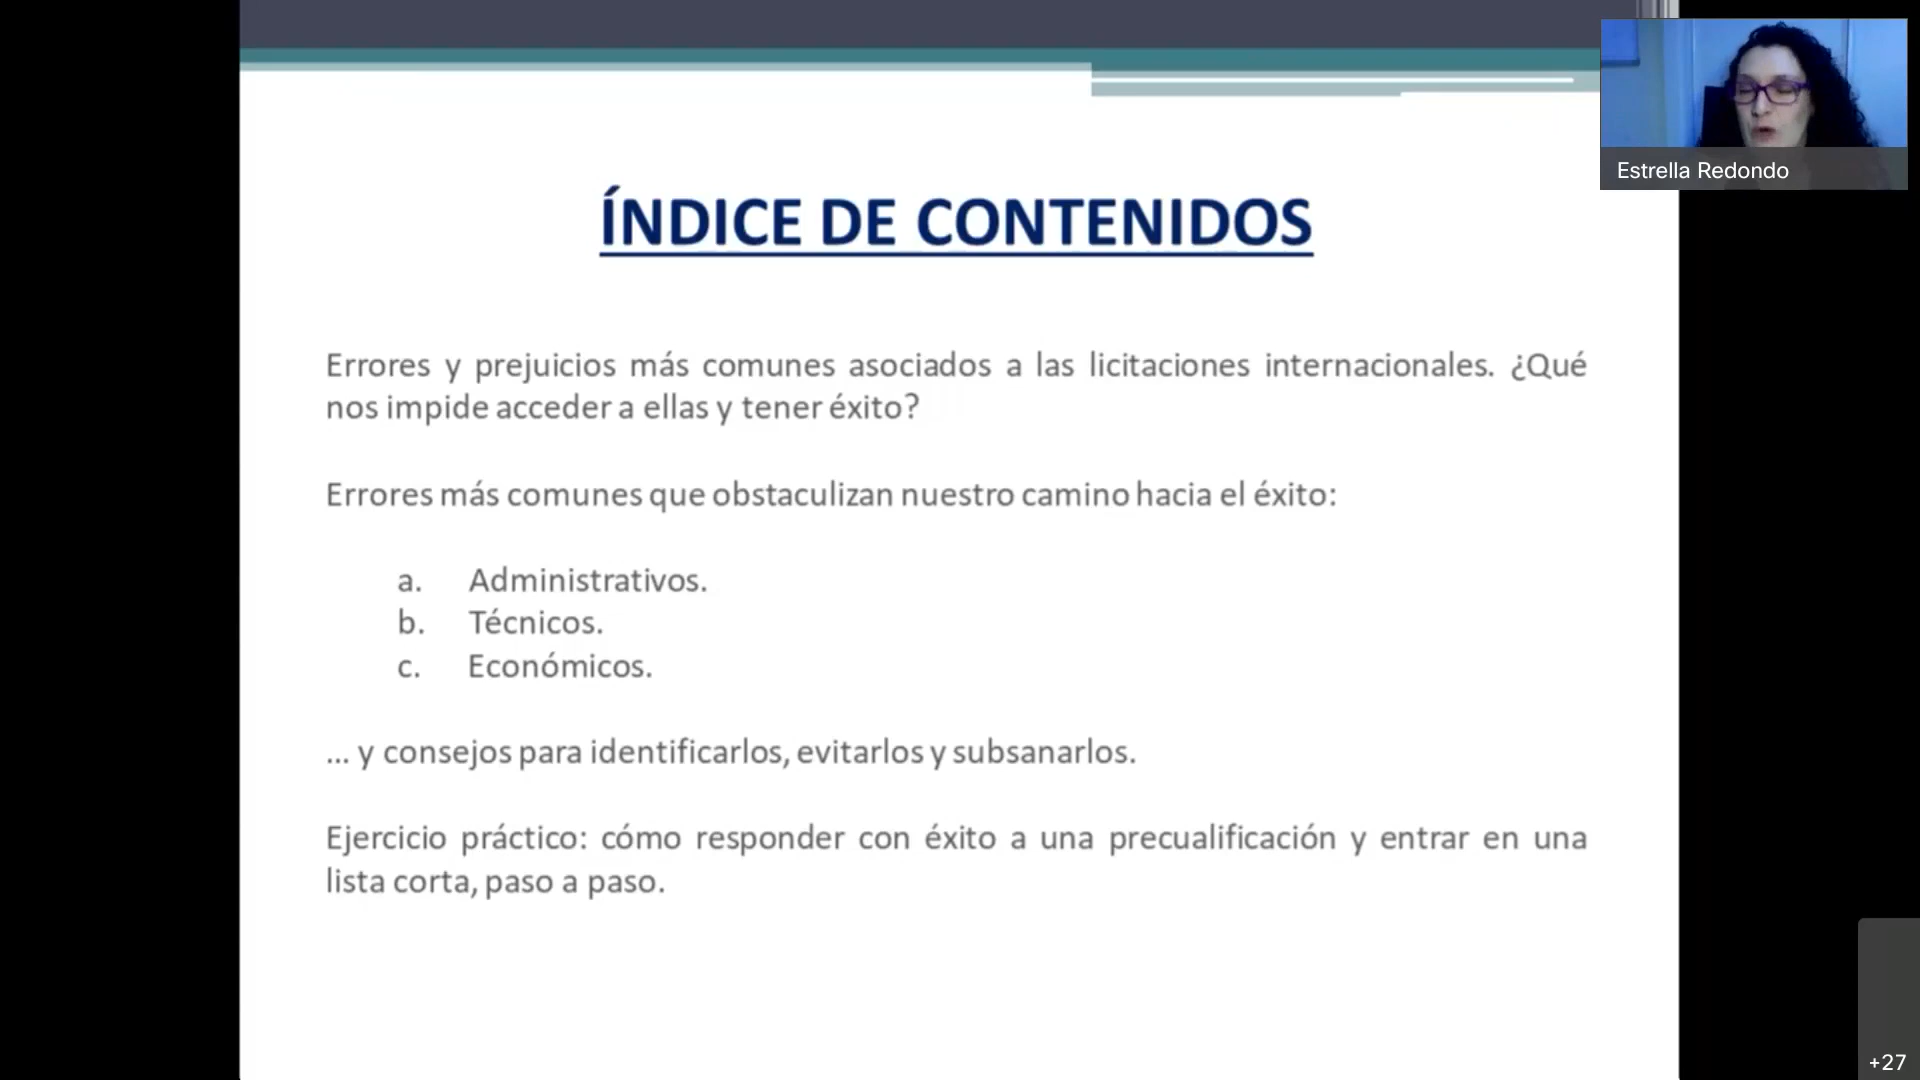 Estrella Redondo
ÍNDICE DE CONTENIDOS
Errores y prejuicios más comunes asociados a las licitaciones internacionales. ¿Qué
nos impide acceder a ellas y tener éxito?
Errores más comunes que obstaculizan nuestro camino hacia el éxito:
a. Administrativos.
b. Técnicos.
c. Económicos.
... y consejos para identificarlos, evitarlos y subsanarlos.
Ejercicio práctico: cómo responder con éxito a una precualificación y entrar en una
lista corta, paso a paso.
+27